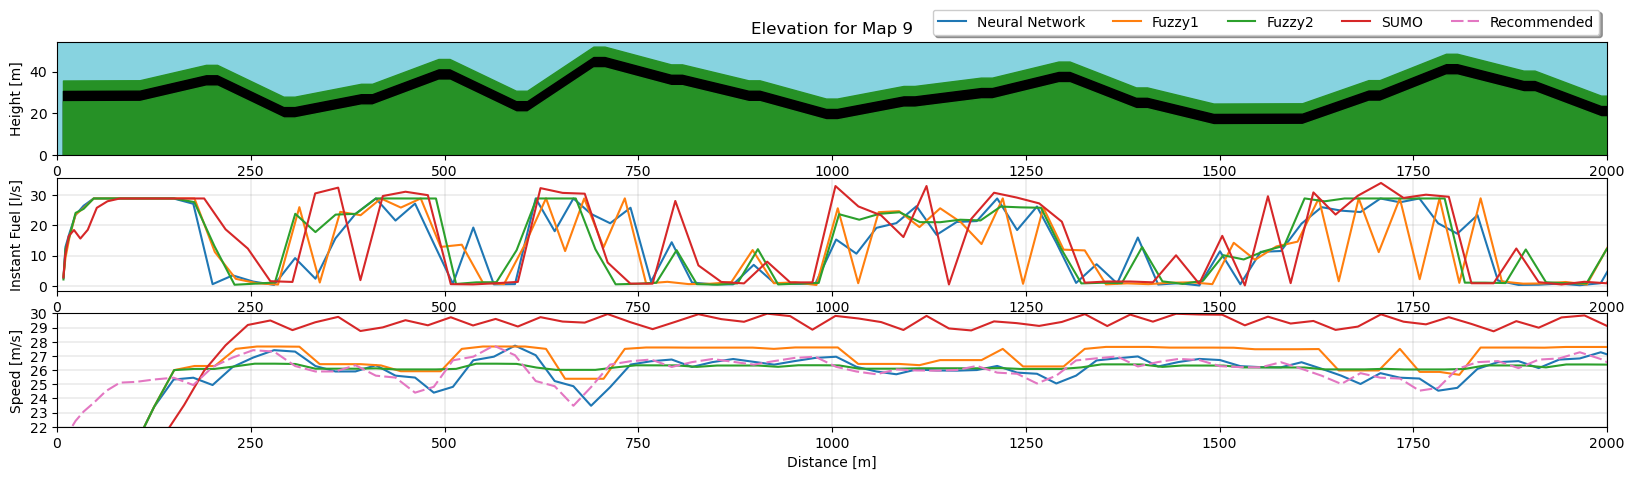 Neural Network Fuzzy1 Fuzzy2 SUMO Recommended
Elevation for Map 9
Height [m]
40
20
0
0 250 500 750 1000 1250 1500 1750 2000
Instant Fuel [l/s]
30
20
10
0
0 250 500 750 1000 1250 1500 1750 2000
Speed [m/s]
30
29
28
27
26
25
24
23
22
0 250 500 750 1000 1250 1500 1750 2000
Distance [m]